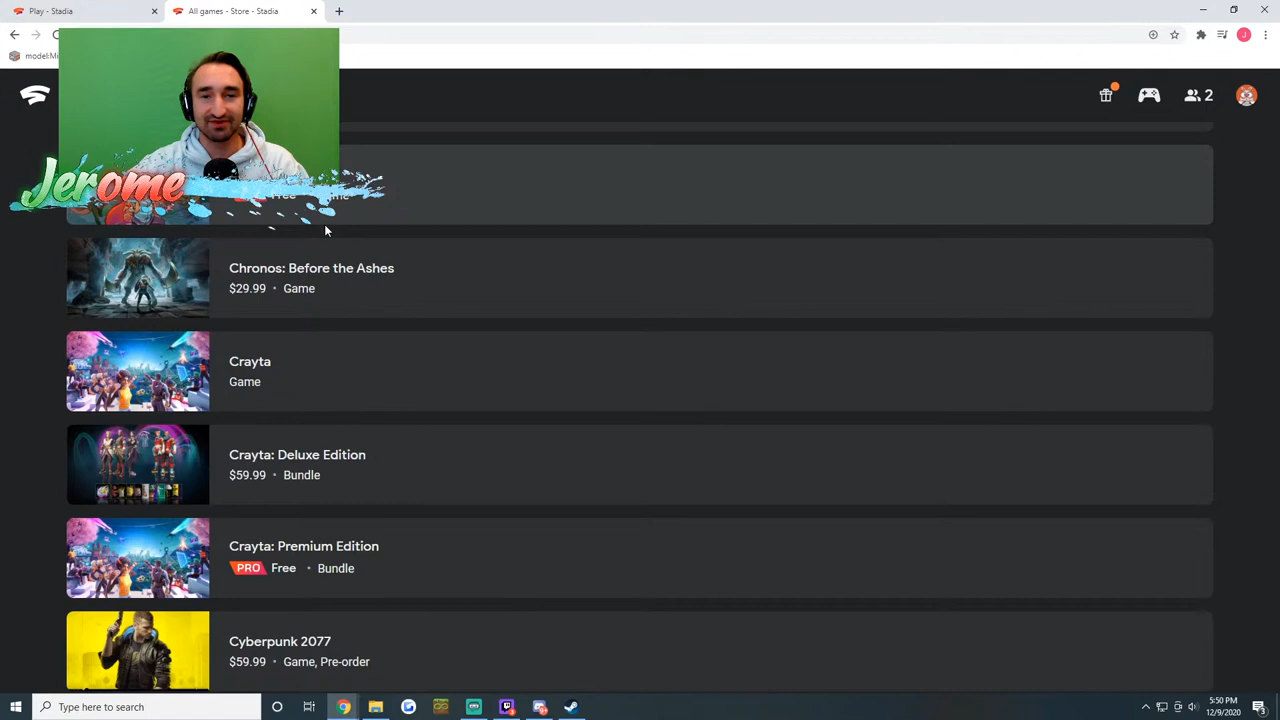 Play - Stadia
All games - Store - Stadia
J
2
Jerome
Free
Chronos: Before the Ashes
$29.99 • Game
Crayta
Game
Crayta: Deluxe Edition
$59.99 • Bundle
Crayta: Premium Edition
PRO Free • Bundle
Cyberpunk 2077
$59.99 • Game, Pre-order
Type here to search
5:50 PM
12/9/2020